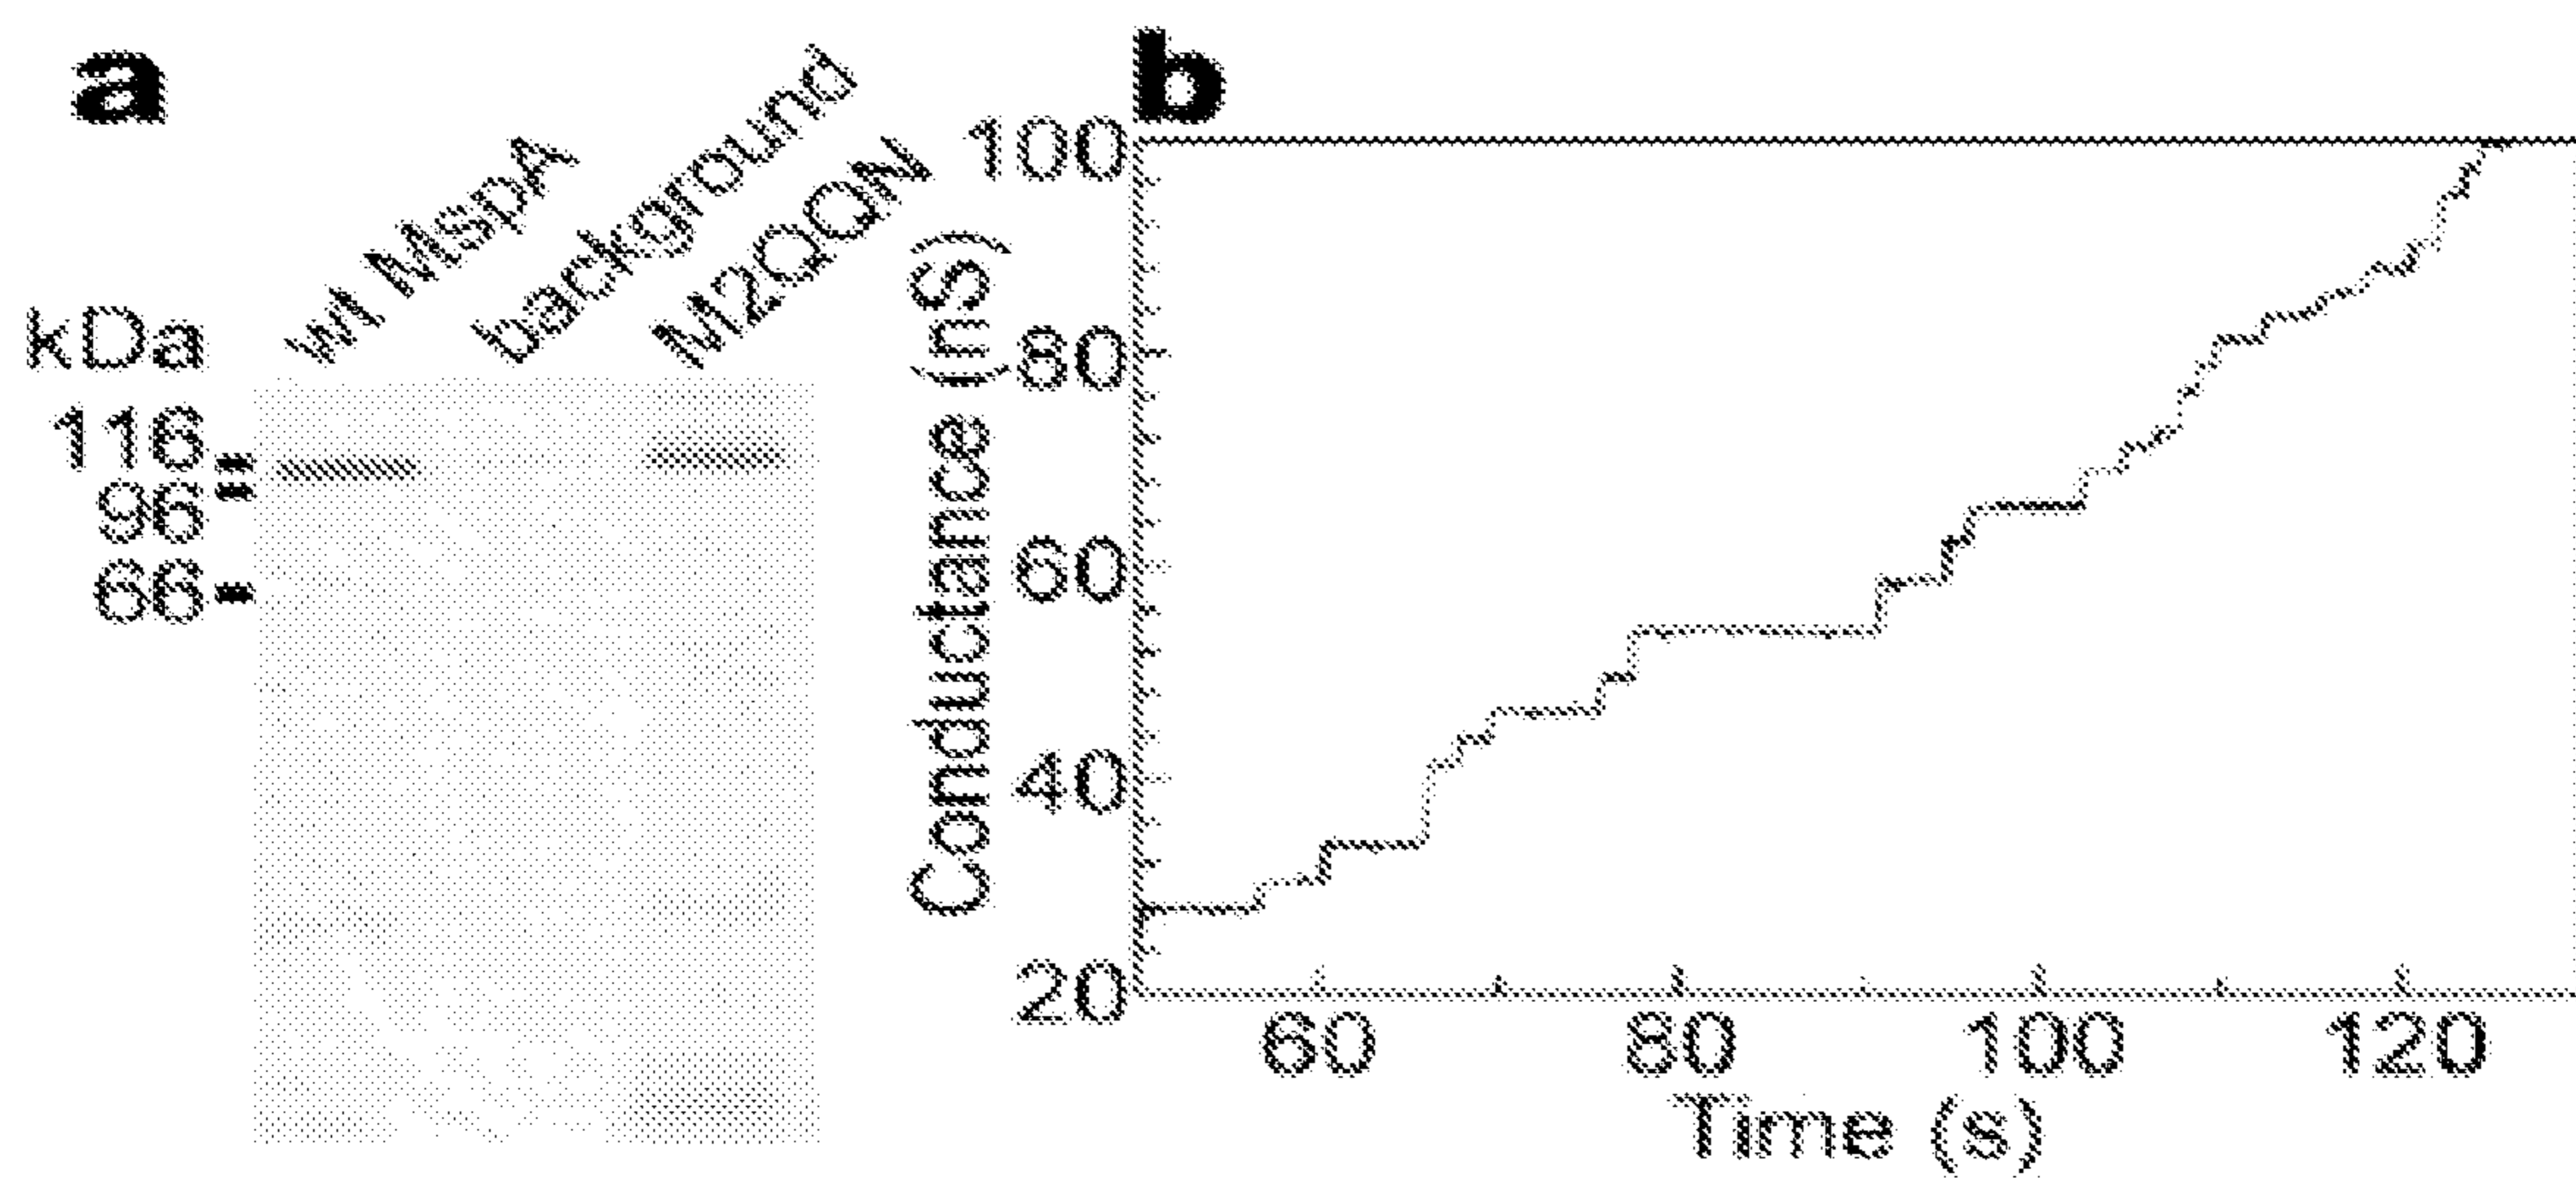 a
kDa
wt MspA
background
M2QQN
116
96
66
b
Conductance (nS)
100
80
60
40
20
60 80 100 120
Time (s)